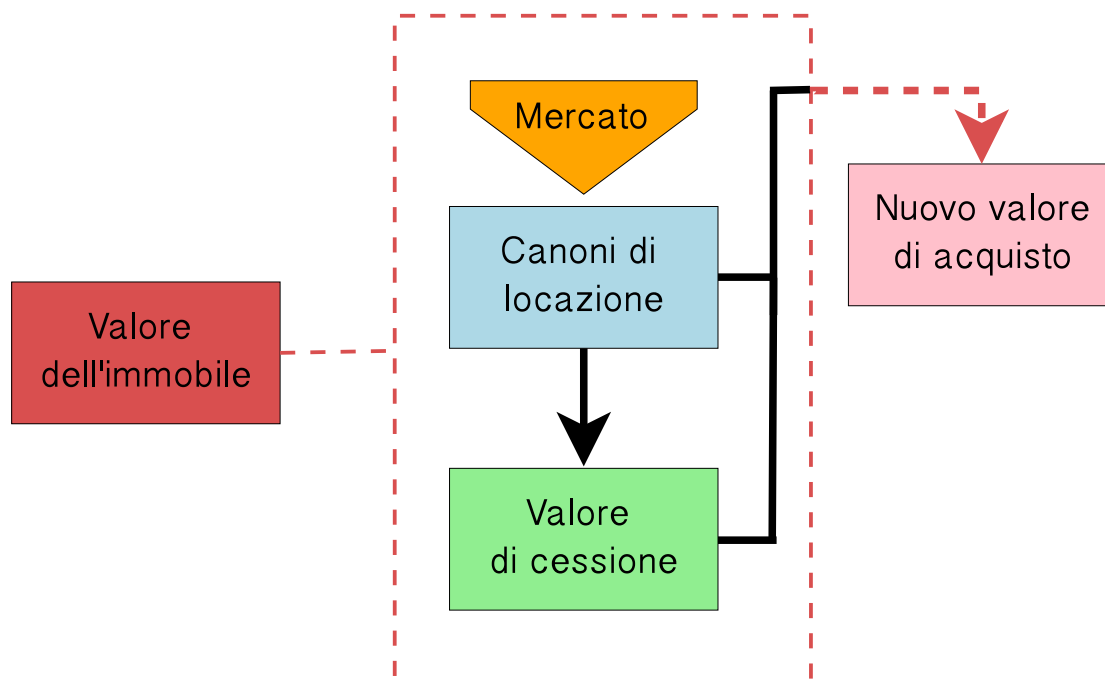 Mercato
Canoni di
locazione
Nuovo valore
di acquisto
Valore
dell'immobile
Valore
di cessione